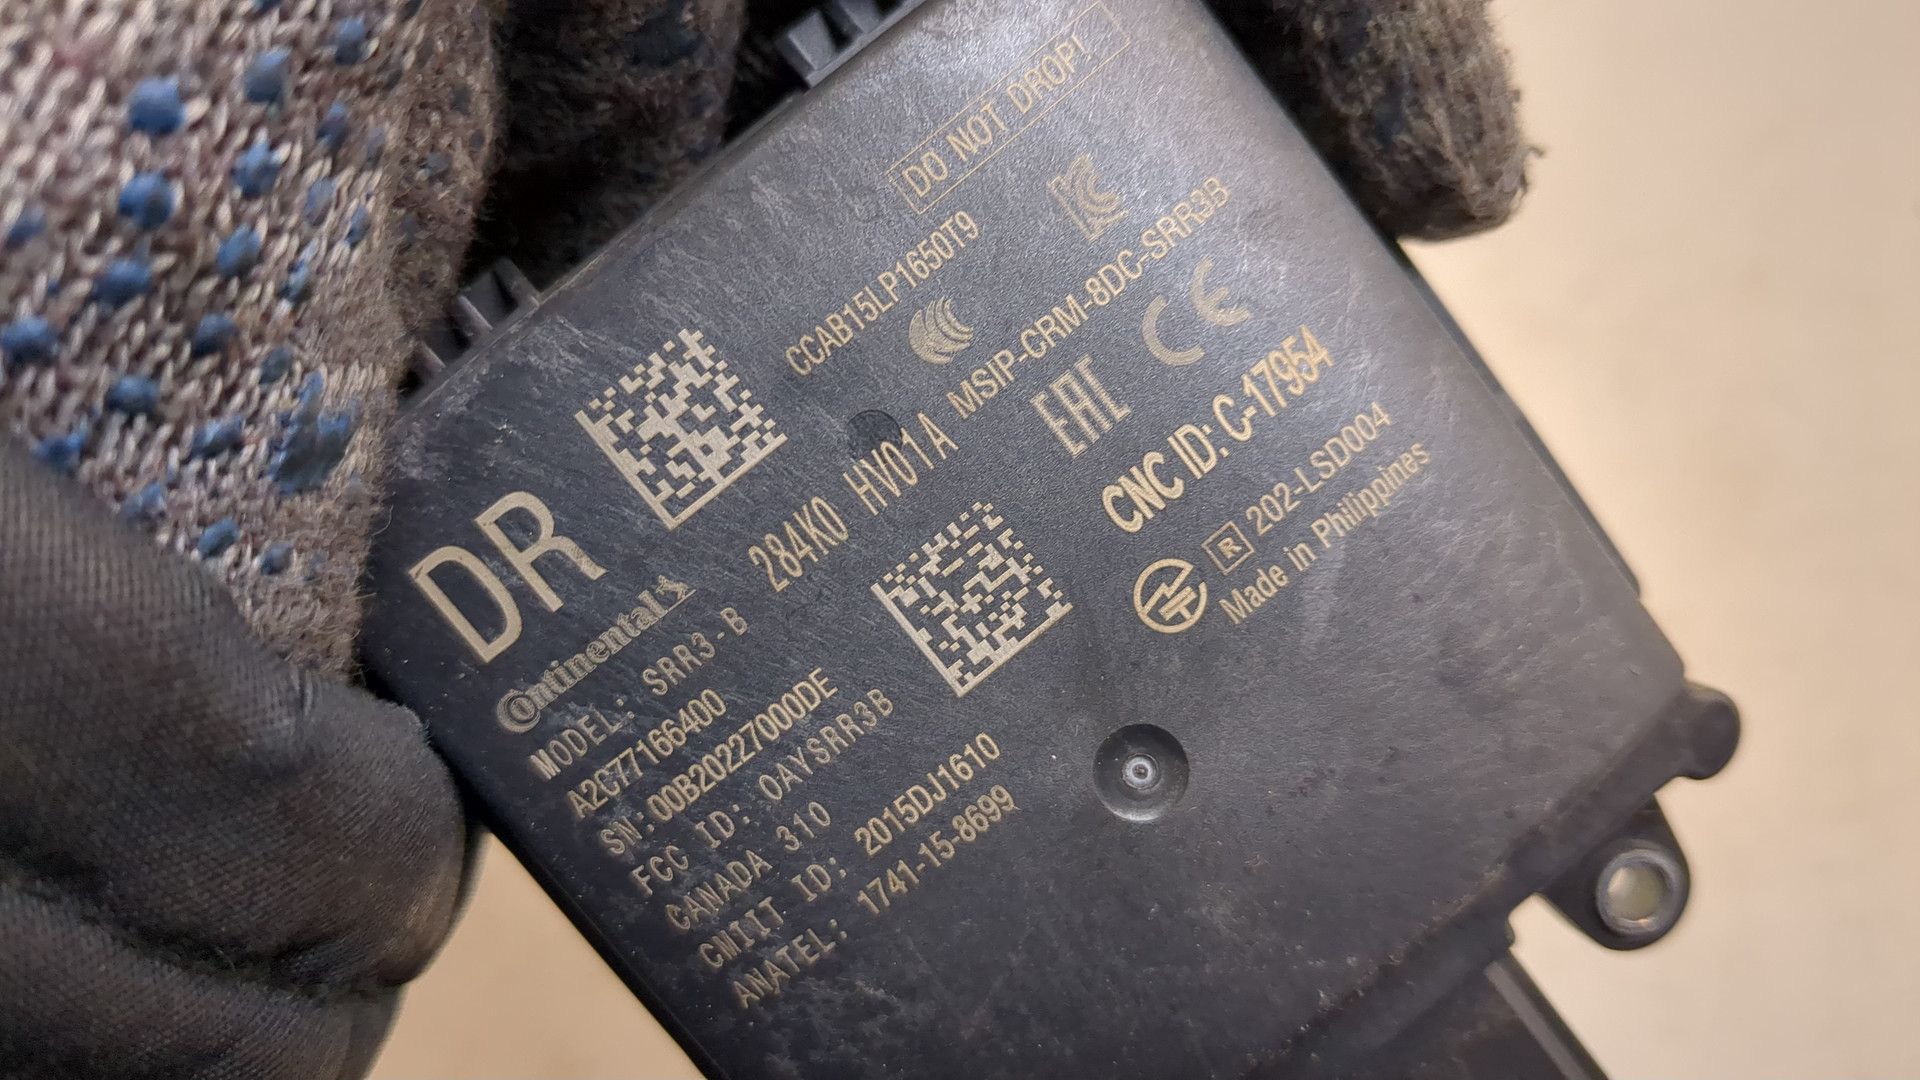 DO NOT DROP!
CCAB15LP1650T9
MSIP-CRM-8DC-SRR3B
CE
EAC
284K0 HV01A
CNC ID: C-17954
R 202-LSD004
Made in Philippines
DR
Continental
MODEL: SRR3-B
A2C77166400
SN:00B20227000DE
FCC ID: OAYSRR3B
CANADA 310
CMIIT ID: 2015DJ1610
ANATEL: 1741-15-8699